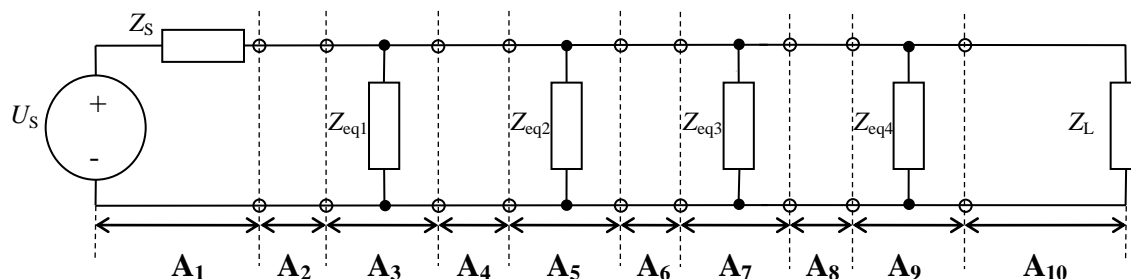 Z_S
U_S
+
-
Z_eq1
Z_eq2
Z_eq3
Z_eq4
Z_L
A_1 A_2 A_3 A_4 A_5 A_6 A_7 A_8 A_9 A_10